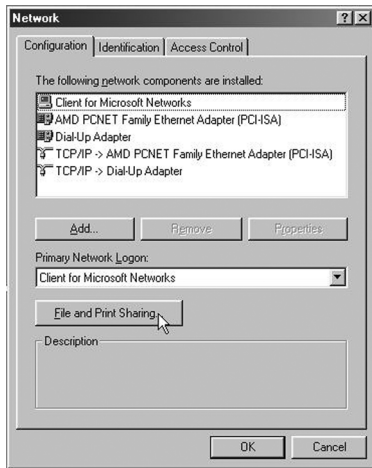 Network
Configuration Identification Access Control
The following network components are installed:
Client for Microsoft Networks
AMD PCNET Family Ethernet Adapter (PCI-ISA)
Dial-Up Adapter
TCP/IP -> AMD PCNET Family Ethernet Adapter (PCI-ISA)
TCP/IP -> Dial-Up Adapter
Add... Remove Properties
Primary Network Logon:
Client for Microsoft Networks
File and Print Sharing...
Description
OK Cancel